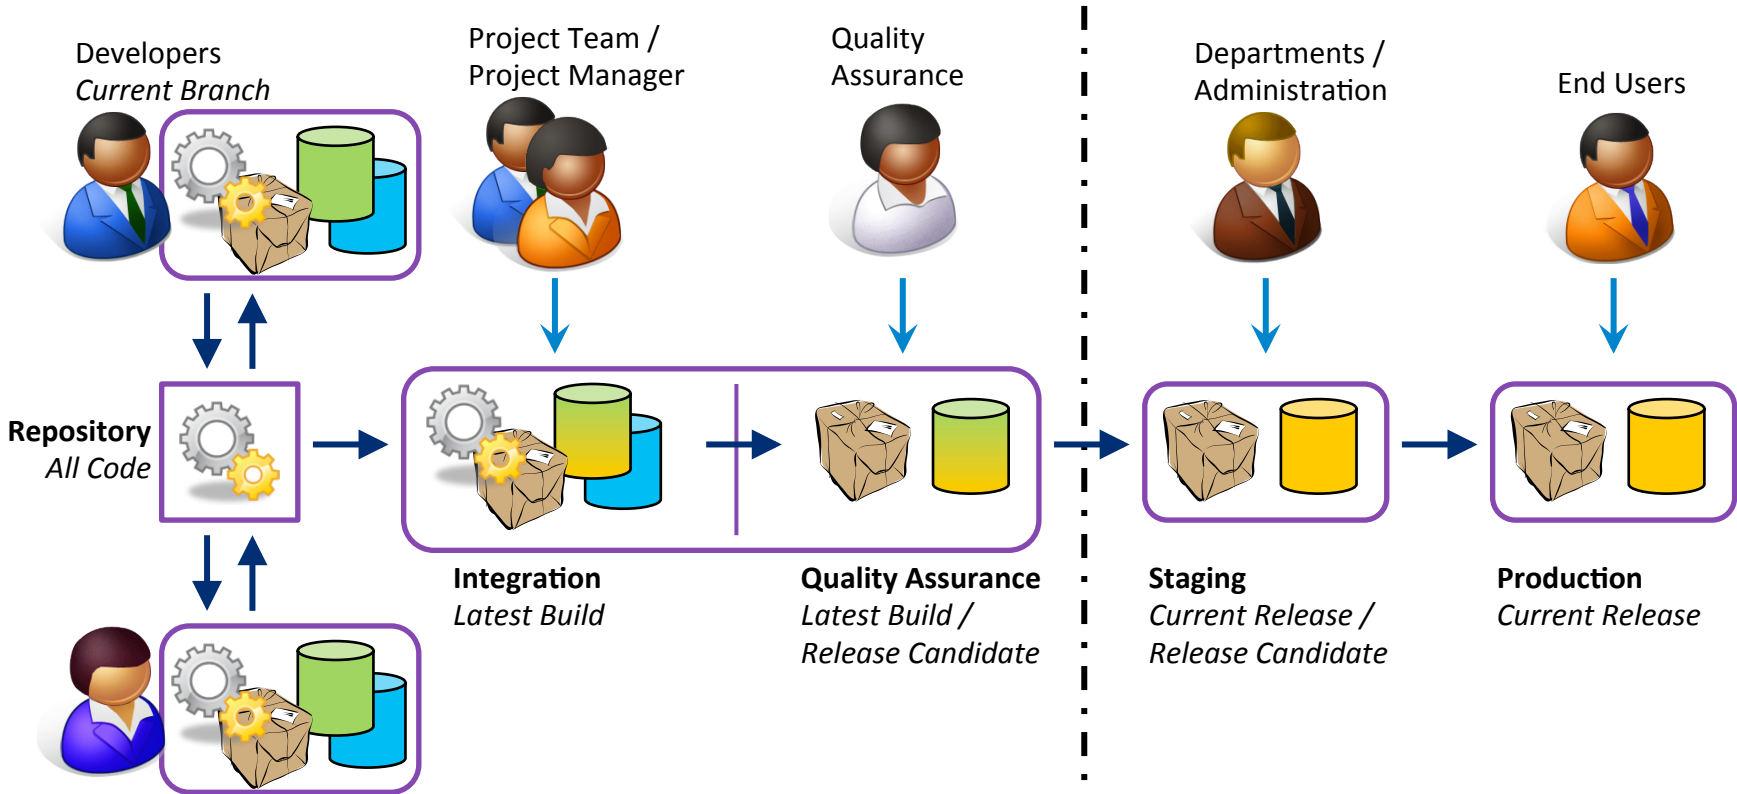 Developers
Current Branch
Project Team /
Project Manager
Quality
Assurance
Departments /
Administration
End Users
Repository
All Code
Integration
Latest Build
Quality Assurance
Latest Build /
Release Candidate
Staging
Current Release /
Release Candidate
Production
Current Release